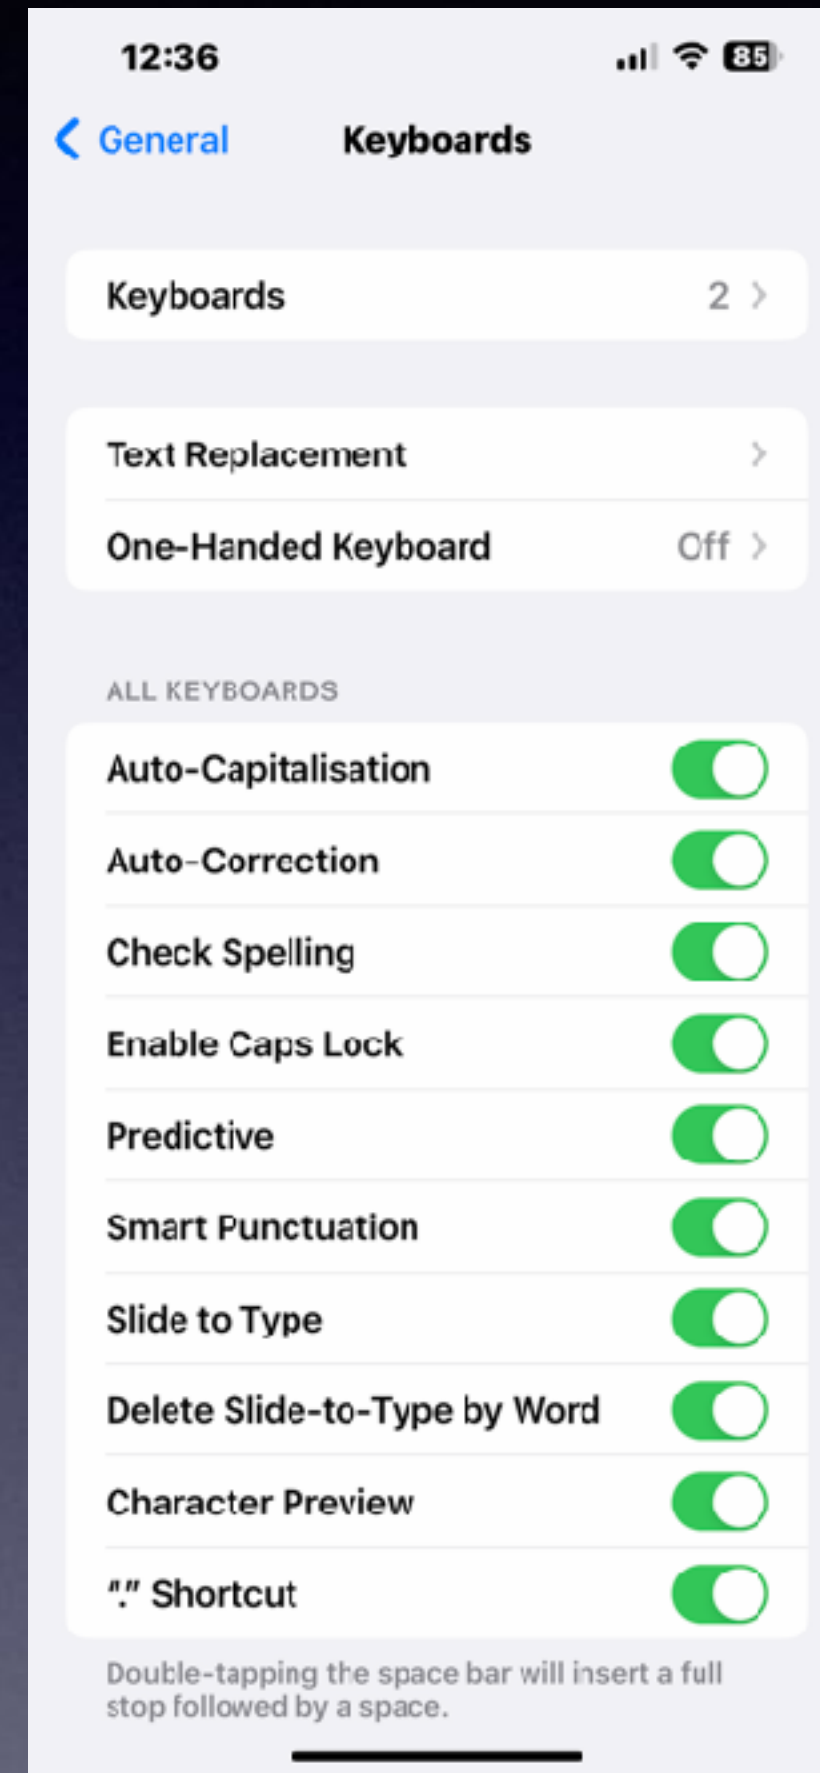 12:36 85
General Keyboards
Keyboards 2
Text Replacement
One-Handed Keyboard Off
ALL KEYBOARDS
Auto-Capitalisation
Auto-Correction
Check Spelling
Enable Caps Lock
Predictive
Smart Punctuation
Slide to Type
Delete Slide-to-Type by Word
Character Preview
“.” Shortcut
Double-tapping the space bar will insert a full
stop followed by a space.